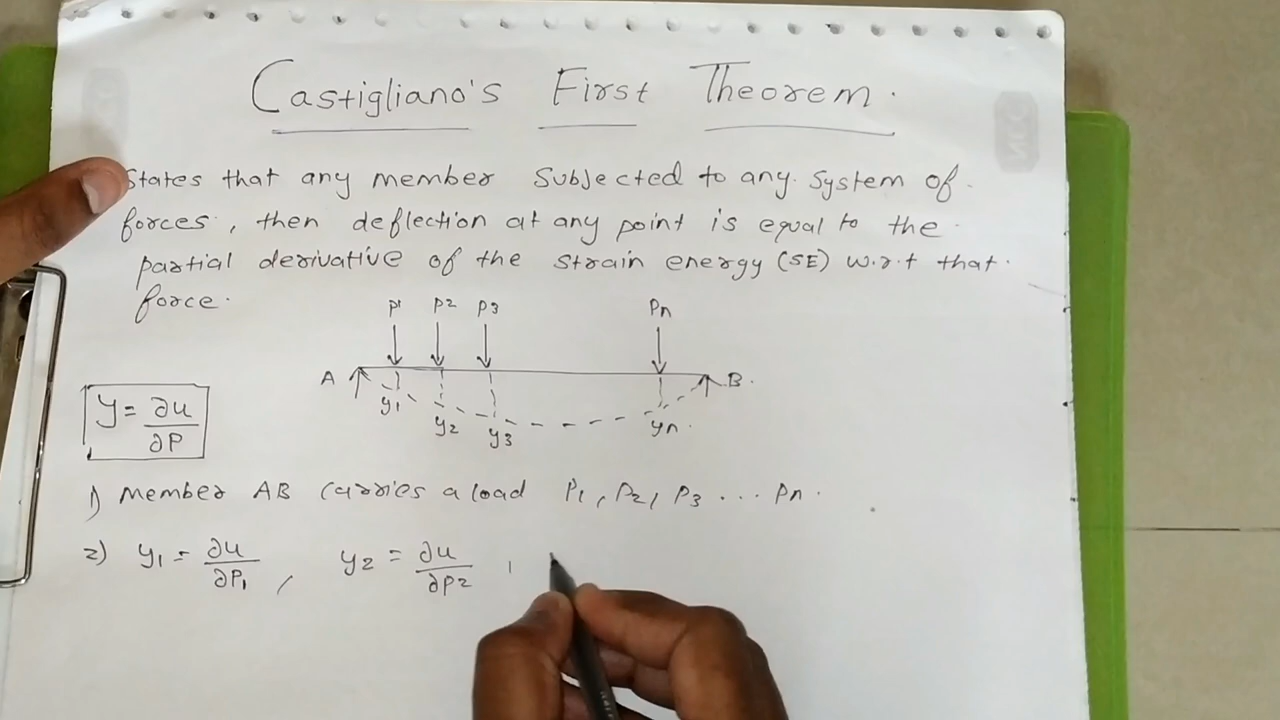 Castigliano's First Theorem.
States that any member subjected to any system of
forces, then deflection at any point is equal to the
partial derivative of the strain energy (SE) w.r.t that
force.
P1 P2 P3 Pn
A B.
y1 y2 y3 yn.
y = ∂u/∂P
1) Member AB carries a load P1, P2, P3 ... Pn.
2) y1 = ∂u/∂P1, y2 = ∂u/∂P2,